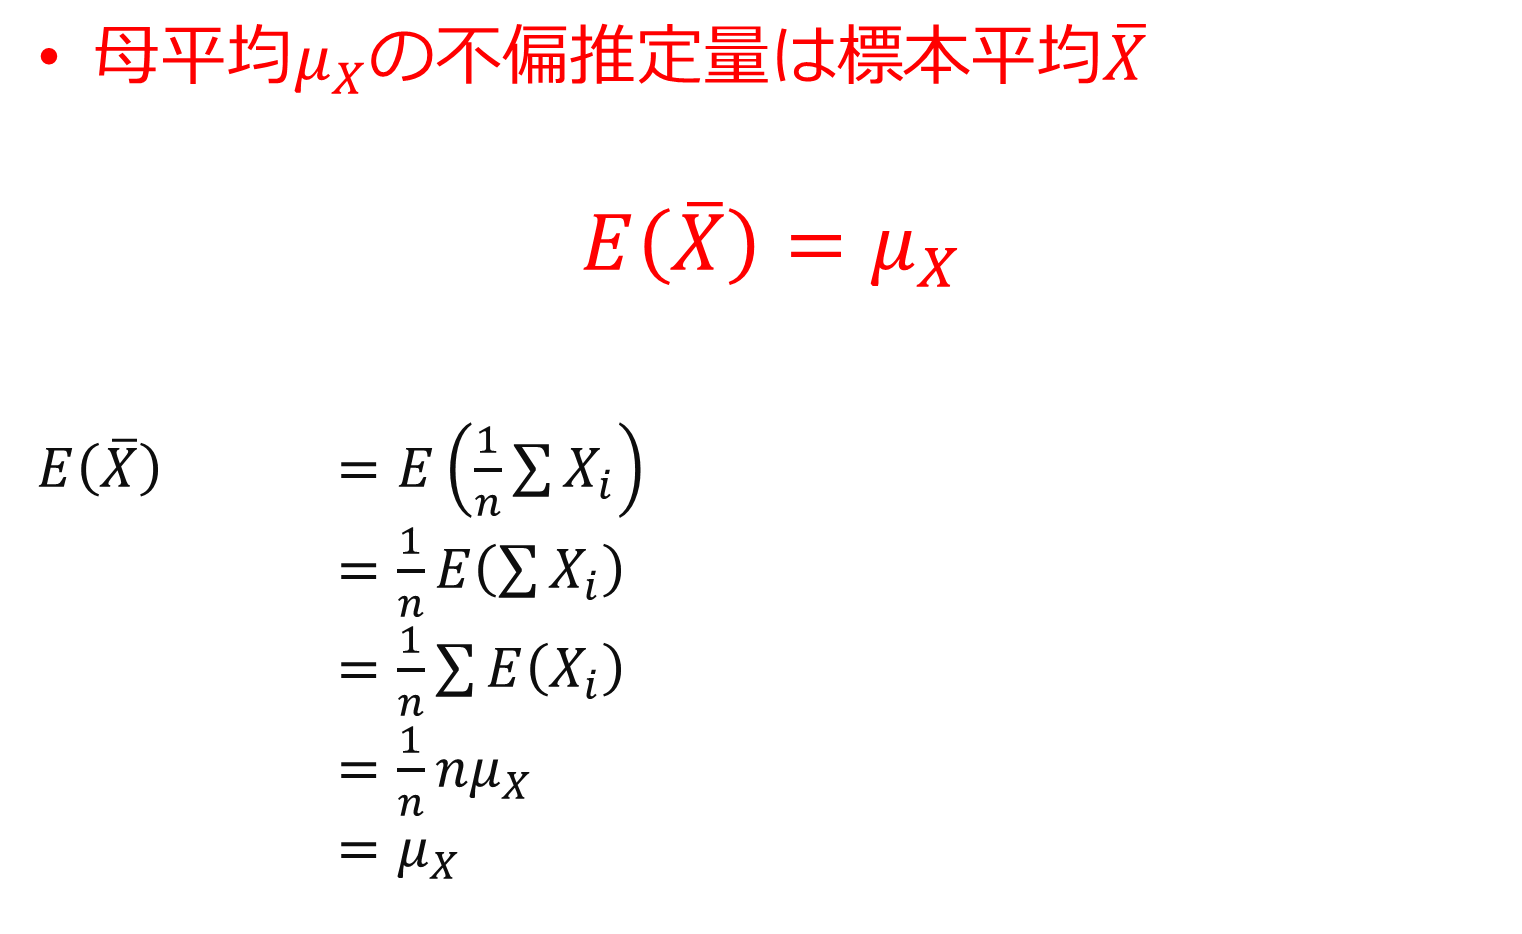 • 母平均μ_Xの不偏推定量は標本平均X̄
E(X̄) = μ_X
E(X̄) = E(1/n ∑ X_i)
= 1/n E(∑ X_i)
= 1/n ∑ E(X_i)
= 1/n nμ_X
= μ_X